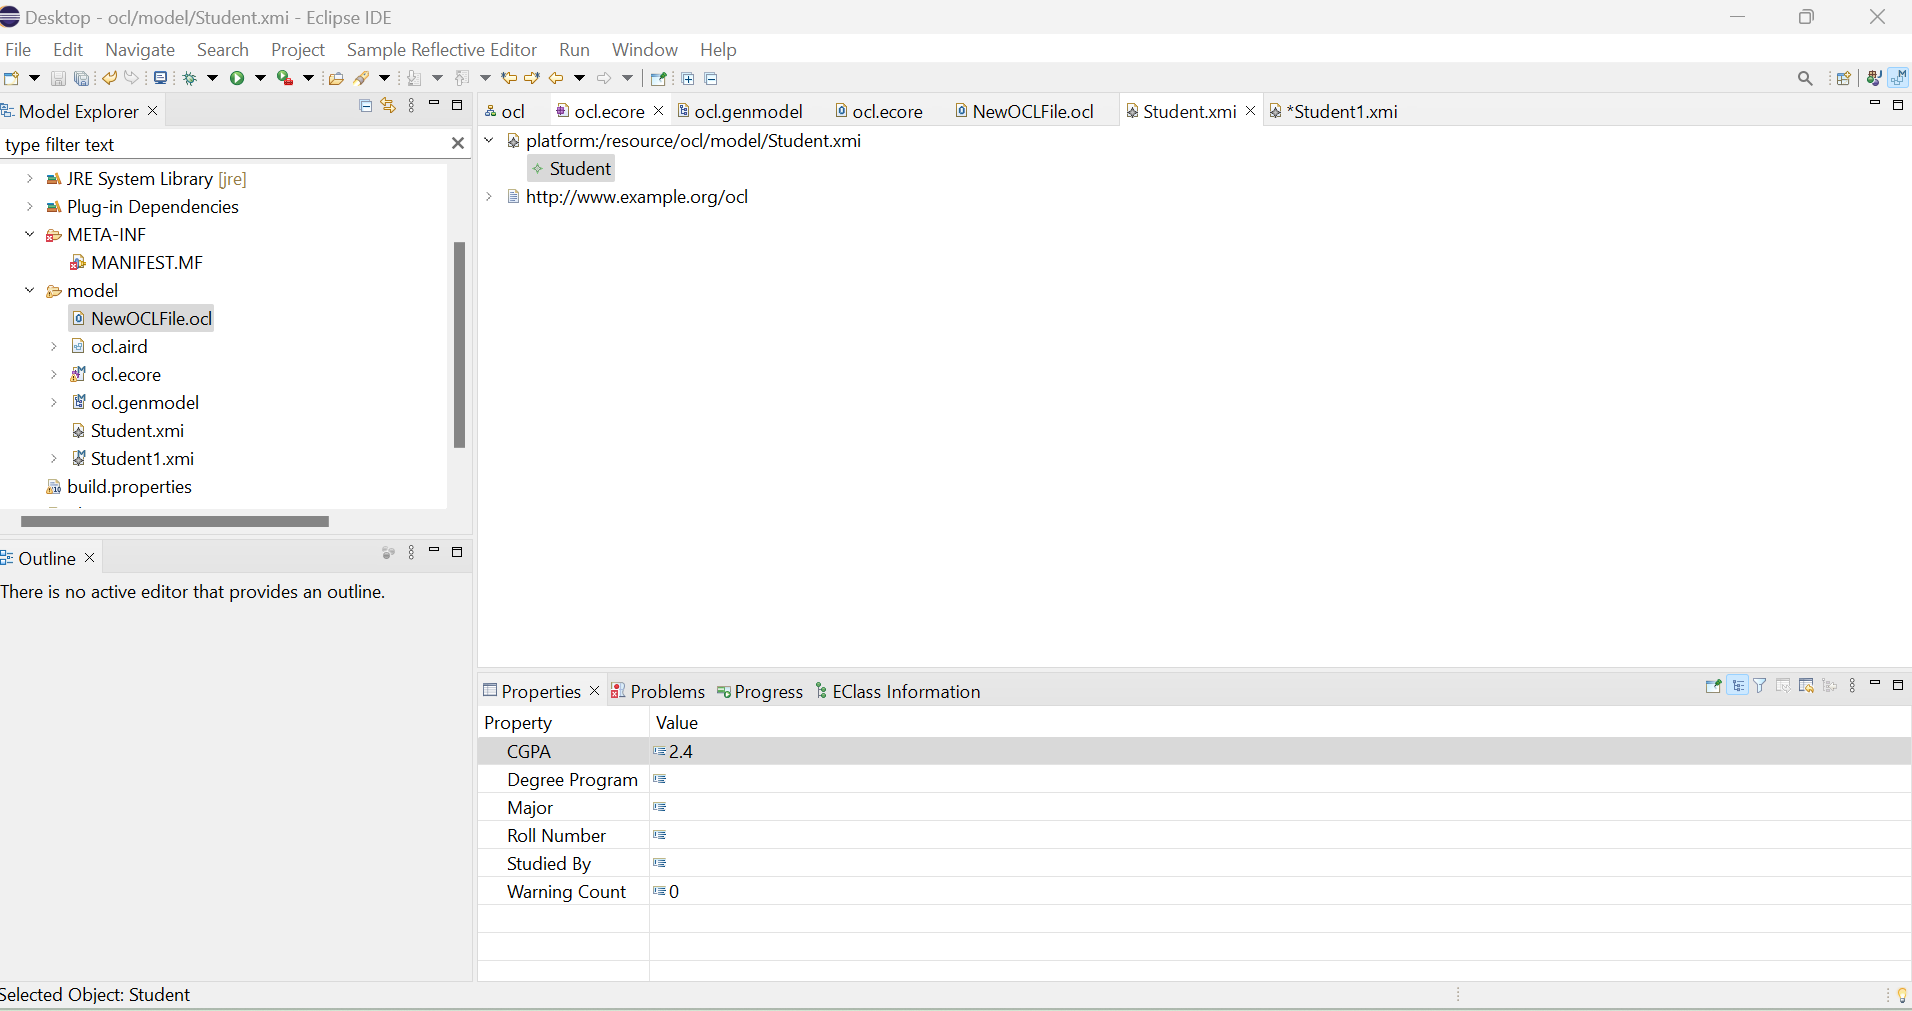 Desktop - ocl/model/Student.xmi - Eclipse IDE
File Edit Navigate Search Project Sample Reflective Editor Run Window Help
Model Explorer
type filter text
JRE System Library [jre]
Plug-in Dependencies
META-INF
MANIFEST.MF
model
NewOCLFile.ocl
ocl.aird
ocl.ecore
ocl.genmodel
Student.xmi
Student1.xmi
build.properties
Outline
There is no active editor that provides an outline.
ocl ocl.ecore ocl.genmodel ocl.ecore NewOCLFile.ocl Student.xmi *Student1.xmi
platform:/resource/ocl/model/Student.xmi
Student
http://www.example.org/ocl
Properties Problems Progress EClass Information
Property Value
CGPA 2.4
Degree Program
Major
Roll Number
Studied By
Warning Count 0
Selected Object: Student